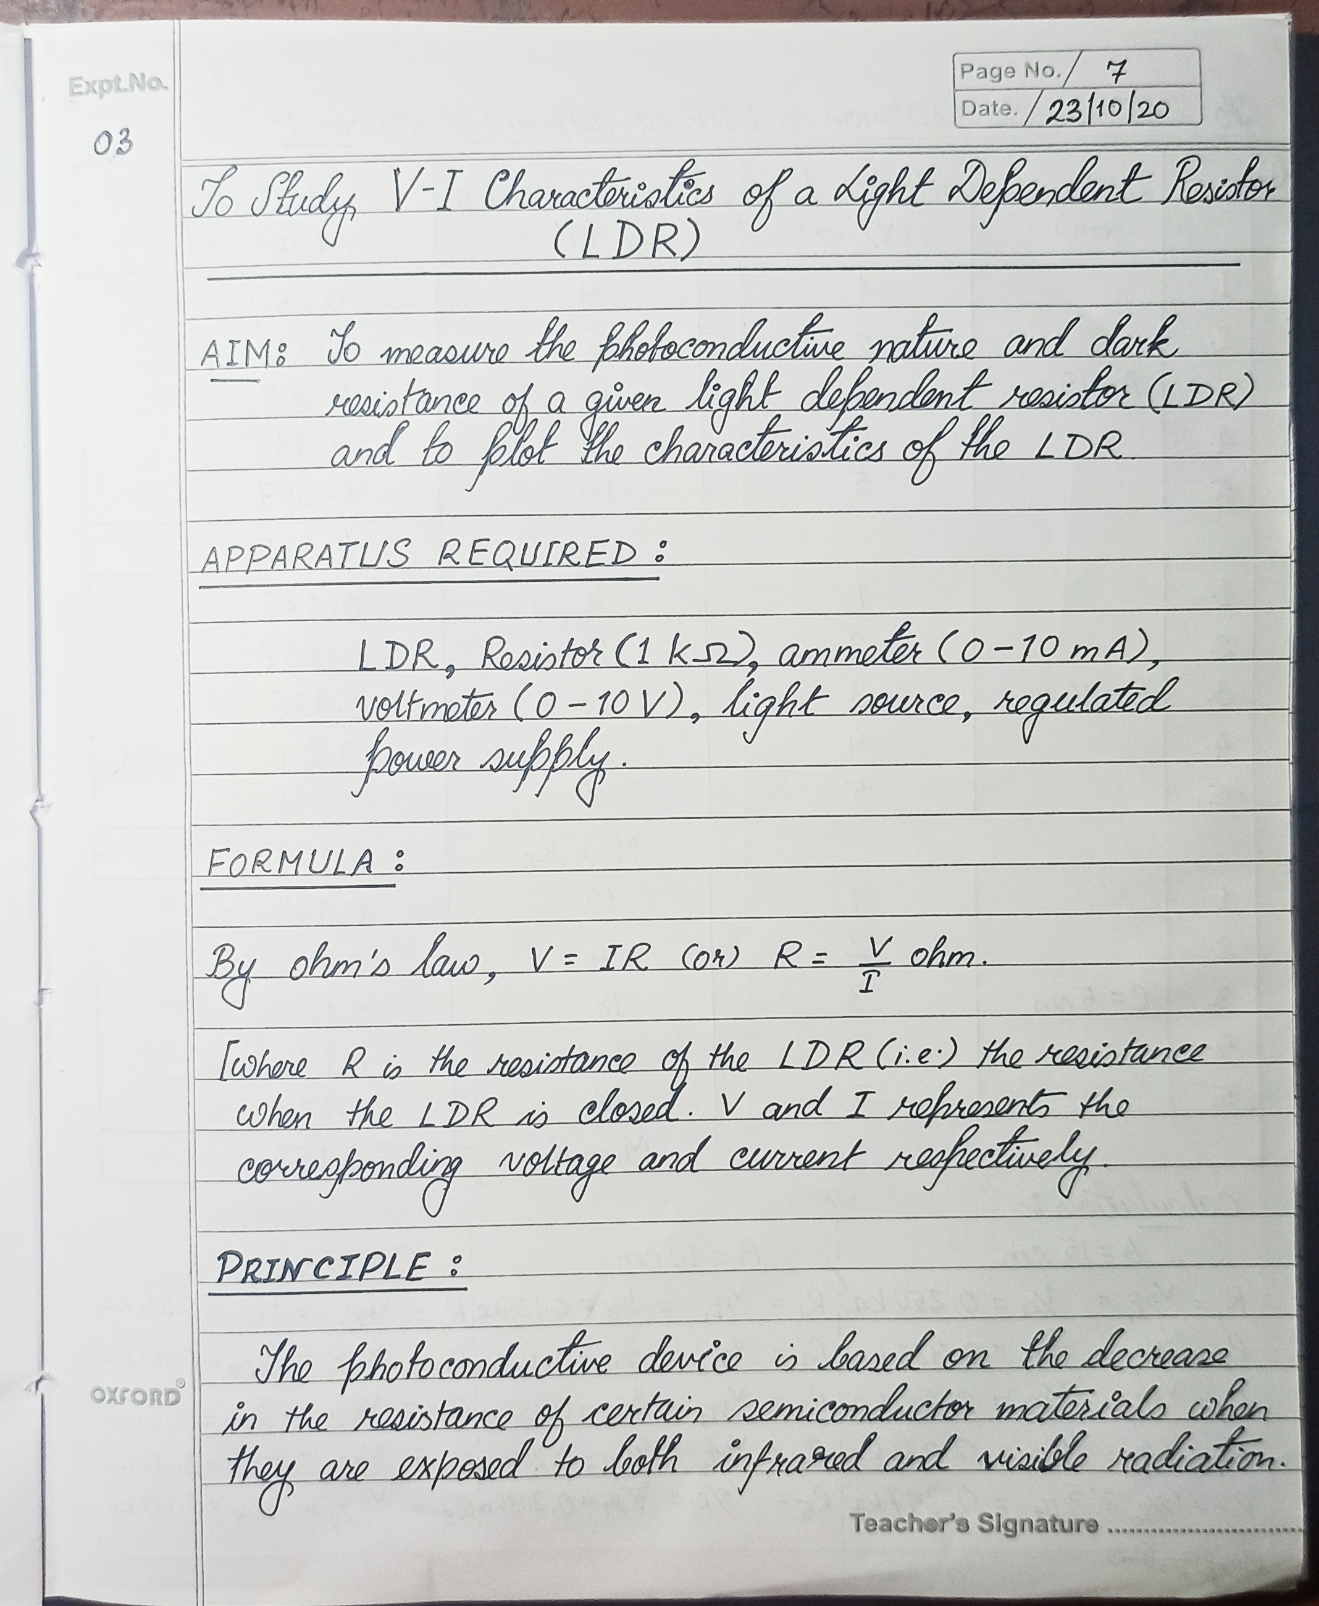 Expt.No.
03
Page No. / 7
Date. / 23/10/20
To Study V-I Characteristics of a Light Dependent Resistor
(LDR)
AIM: To measure the photoconductive nature and dark
resistance of a given light dependent resistor (LDR)
and to plot the characteristics of the LDR.
APPARATUS REQUIRED :
LDR, Resistor (1 kΩ), ammeter (0-10 mA),
voltmeter (0-10 V), light source, regulated
power supply.
FORMULA :
By ohm's law, V = IR (or) R = V/I ohm.
[where R is the resistance of the LDR (i.e.) the resistance
when the LDR is closed. V and I represents the
corresponding voltage and current respectively.
PRINCIPLE :
The photoconductive device is based on the decrease
in the resistance of certain semiconductor materials when
they are exposed to both infrared and visible radiation.
OXFORD®
Teacher's Signature ..............................